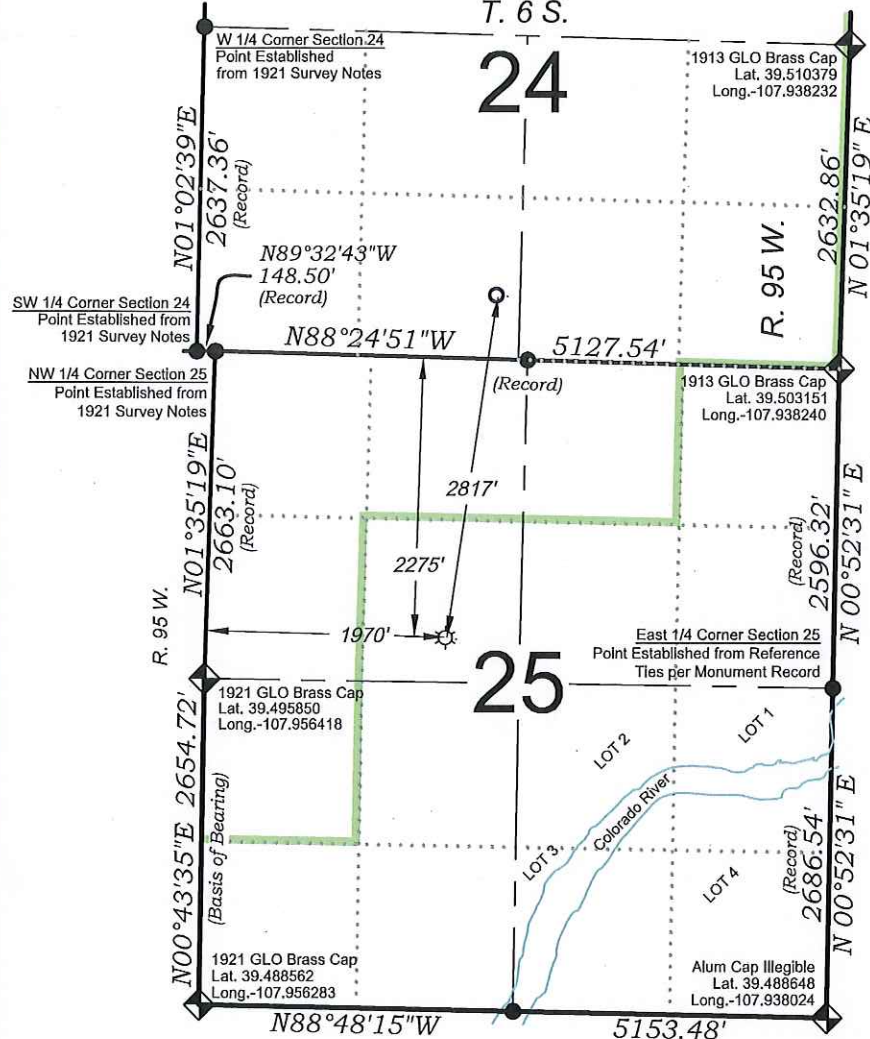 T. 6 S.
W 1/4 Corner Section 24
Point Established
from 1921 Survey Notes
24
1913 GLO Brass Cap
Lat. 39.510379
Long.-107.938232
N01°02'39"E
2637.36'
(Record)
2632.86'
N 01°35'19" E
R. 95 W.
N89°32'43"W
148.50'
(Record)
SW 1/4 Corner Section 24
Point Established from
1921 Survey Notes
N88°24'51"W
5127.54'
(Record)
NW 1/4 Corner Section 25
Point Established from
1921 Survey Notes
1913 GLO Brass Cap
Lat. 39.503151
Long.-107.938240
N01°35'19"E
2663.10'
(Record)
2817'
2275'
1970'
(Record)
2596.32'
N 00°52'31" E
R. 95 W.
East 1/4 Corner Section 25
Point Established from Reference
Ties per Monument Record
25
1921 GLO Brass Cap
Lat. 39.495850
Long.-107.956418
LOT 1
LOT 2
Colorado River
LOT 3
LOT 4
N00°43'35"E 2654.72'
(Basis of Bearing)
(Record)
2686.54'
N 00°52'31" E
1921 GLO Brass Cap
Lat. 39.488562
Long.-107.956283
Alum Cap Illegible
Lat. 39.488648
Long.-107.938024
N88°48'15"W
5153.48'